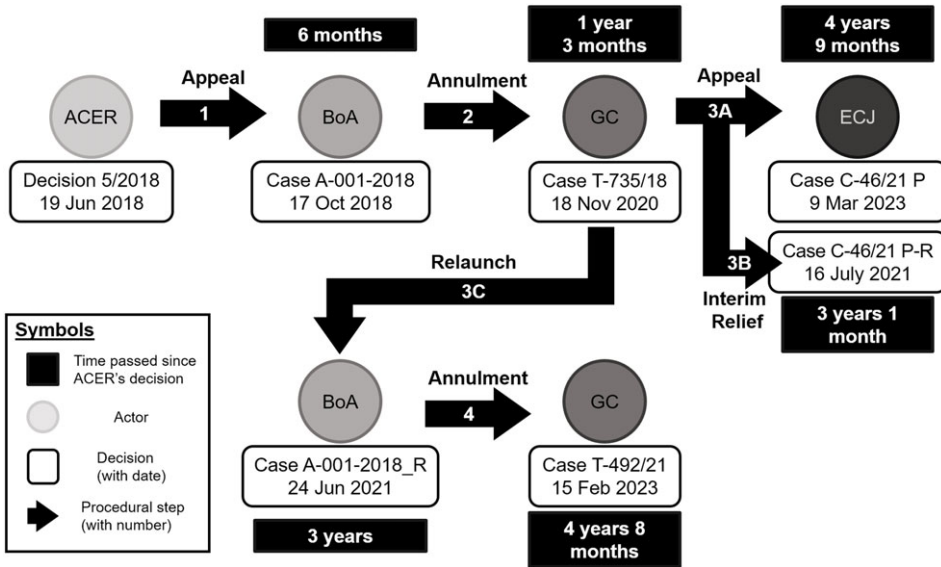 6 months
1 year
3 months
4 years
9 months
Appeal
Annulment
Appeal
ACER
1
BoA
2
GC
3A
ECJ
Decision 5/2018
19 Jun 2018
Case A-001-2018
17 Oct 2018
Case T-735/18
18 Nov 2020
Case C-46/21 P
9 Mar 2023
Relaunch
3C
3B
Case C-46/21 P-R
16 July 2021
Interim
Relief
3 years 1
month
Symbols
Time passed since
ACER's decision
Actor
Decision
(with date)
Procedural step
(with number)
BoA
Annulment
4
GC
Case A-001-2018_R
24 Jun 2021
Case T-492/21
15 Feb 2023
3 years
4 years 8
months